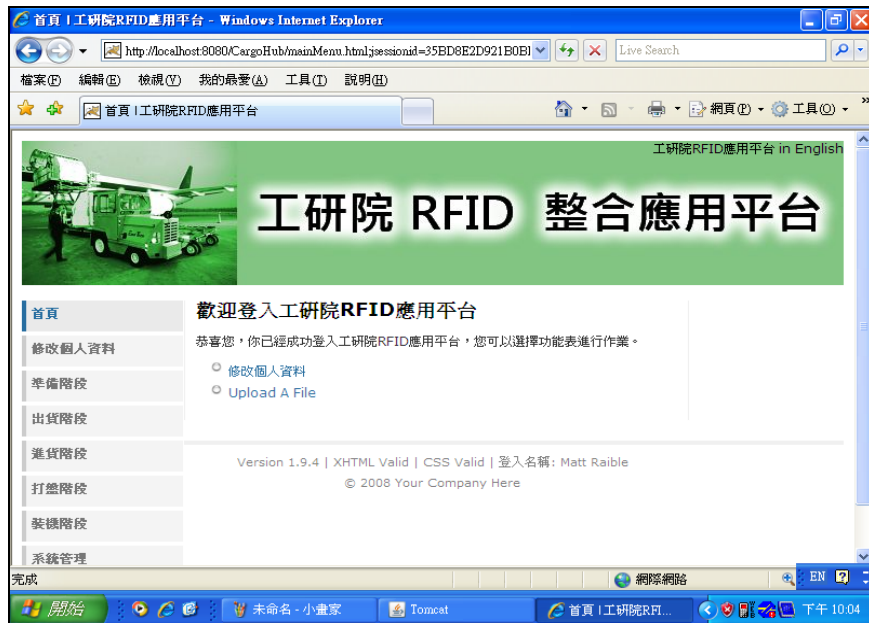 首頁 | 工研院RFID應用平台 - Windows Internet Explorer
http://localhost:8080/CargoHub/mainMenu.html;jsessionid=35BD8E2D921B0BI
Live Search
檔案(F) 編輯(E) 檢視(V) 我的最愛(A) 工具(T) 說明(H)
首頁 | 工研院RFID應用平台
網頁(P) 工具(O) »
工研院RFID應用平台 in English
工研院 RFID 整合應用平台
首頁
修改個人資料
準備階段
出貨階段
進貨階段
打盤階段
裝機階段
系統管理
歡迎登入工研院RFID應用平台
恭喜您，你已經成功登入工研院RFID應用平台，您可以選擇功能表進行作業。
修改個人資料
Upload A File
Version 1.9.4 | XHTML Valid | CSS Valid | 登入名稱: Matt Raible
© 2008 Your Company Here
完成
網際網路
EN
開始
未命名 - 小畫家
Tomcat
首頁 | 工研院RFI...
下午 10:04